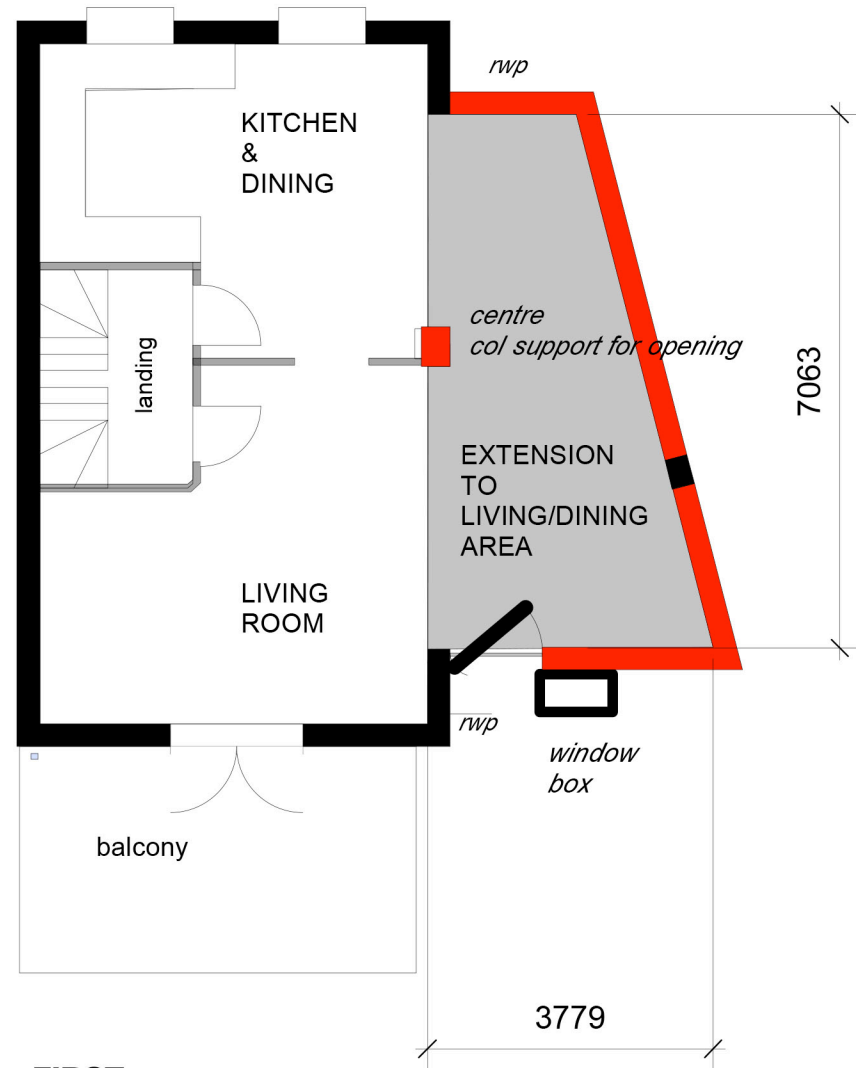 rwp
KITCHEN
&
DINING
centre
col support for opening
landing
7063
EXTENSION
TO
LIVING/DINING
AREA
LIVING
ROOM
rwp
window
box
balcony
3779